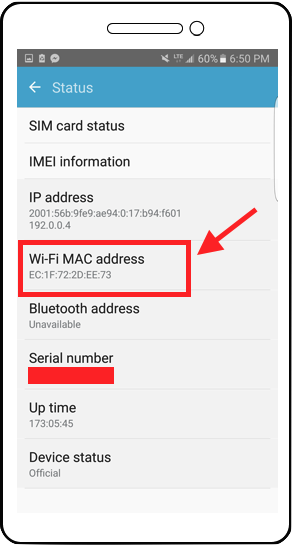 LTE 60% 6:50 PM
Status
SIM card status
IMEI information
IP address
2001:56b:9fe9:ae94:0:17:b94:f601
192.0.0.4
Wi-Fi MAC address
EC:1F:72:2D:EE:73
Bluetooth address
Unavailable
Serial number
Up time
173:05:45
Device status
Official